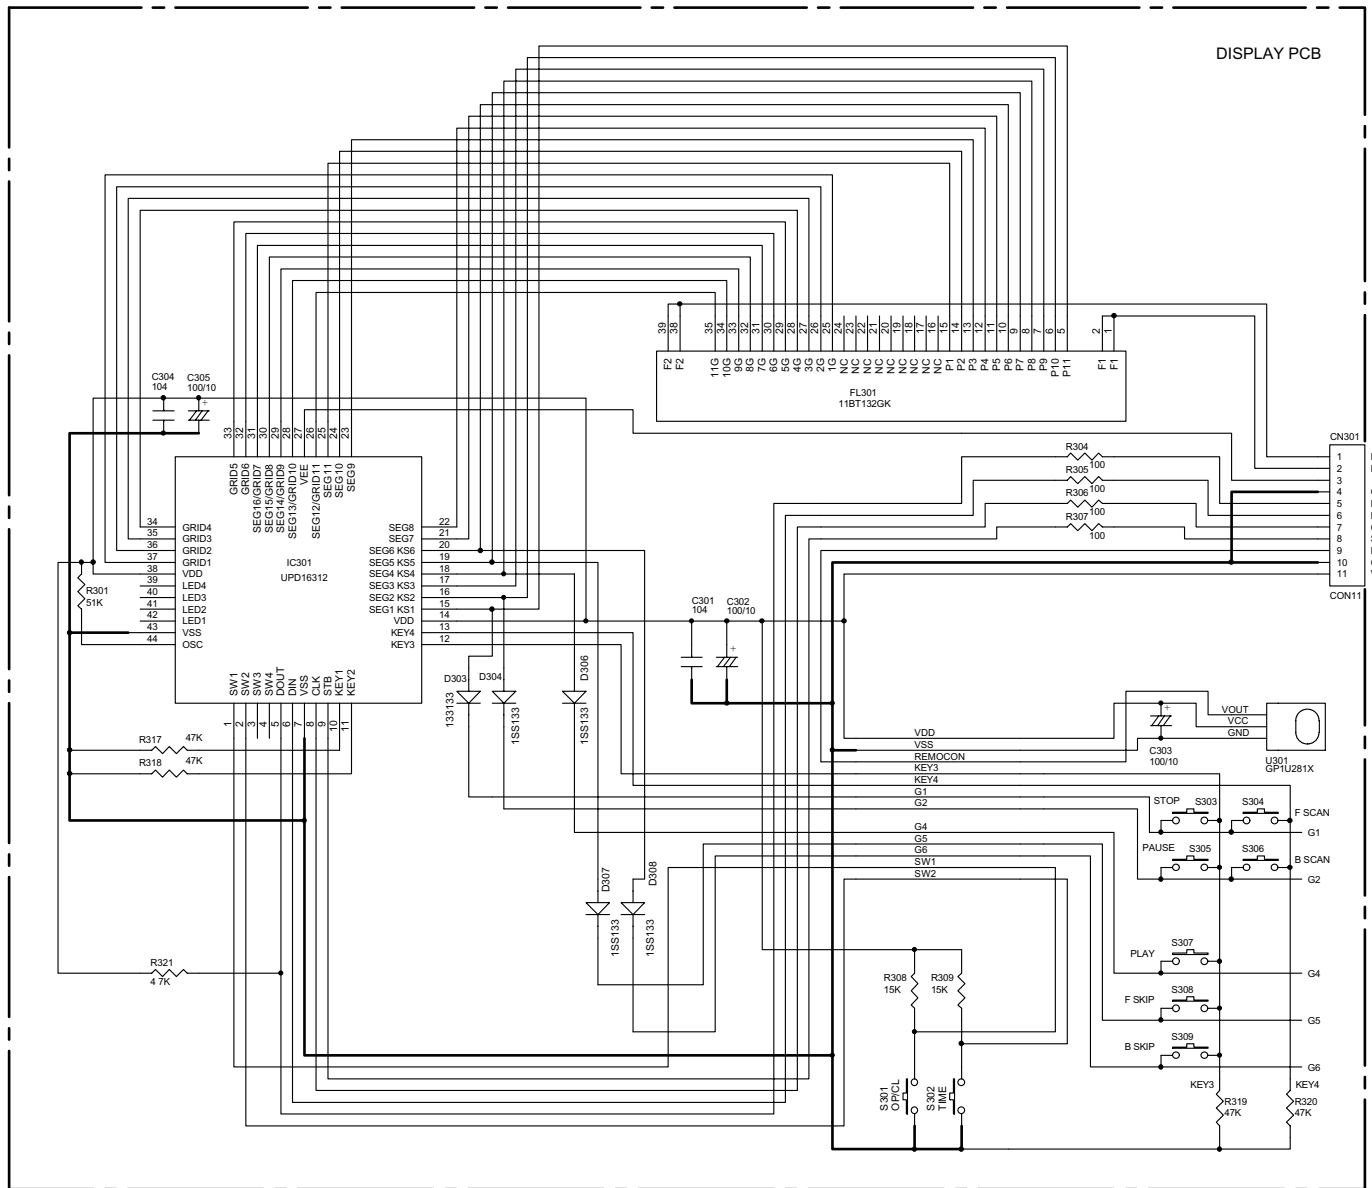 DISPLAY PCB
39
38
35
34
33
32
31
30
29
28
27
26
25
24
23
22
21
20
19
18
17
16
15
14
13
12
11
10
9
8
7
6
5
2
1
F2
F2
11G
10G
9G
8G
7G
6G
5G
4G
3G
2G
1G
NC
NC
NC
NC
NC
NC
NC
NC
NC
P1
P2
P3
P4
P5
P6
P7
P8
P9
P10
P11
F1
F1
FL301
11BT132GK
C304
104
C305
100/10
+
33
32
31
30
29
28
27
26
25
24
23
GRID5
GRID6
SEG16/GRID7
SEG15/GRID8
SEG14/GRID9
SEG13/GRID10
VEE
SEG12/GRID11
SEG11
SEG10
SEG9
34 GRID4
35 GRID3
36 GRID2
37 GRID1
38 VDD
39 LED4
40 LED3
41 LED2
42 LED1
43 VSS
44 OSC
IC301
UPD16312
SEG8 22
SEG7 21
SEG6 KS6 20
SEG5 KS5 19
SEG4 KS4 18
SEG3 KS3 17
SEG2 KS2 16
SEG1 KS1 15
VDD 14
KEY4 13
KEY3 12
SW1
SW2
SW3
SW4
DOUT
DIN
VSS
CLK
STB
KEY1
KEY2
1
2
3
4
5
6
7
8
9
10
11
R301
51K
R317 47K
R318 47K
R321
4 7K
D303
133133
D304
1SS133
D306
1SS133
D307
1SS133
D308
1SS133
C301
104
C302
100/10
+
R304
100
R305
100
R306
100
R307
100
CN301
1
2
3
4
5
6
7
8
9
10
11
CON11
VOUT
VCC
GND
+
C303
100/10
U301
GP1U281X
VDD
VSS
REMOCON
KEY3
KEY4
G1
G2
G4
G5
G6
SW1
SW2
STOP S303 S304 F SCAN
G1
PAUSE S305 S306 B SCAN
G2
PLAY S307
G4
F SKIP S308
G5
B SKIP S309
G6
R308
15K
R309
15K
S301
OP/CL
S302
TIME
KEY3 KEY4
R319
47K
R320
47K